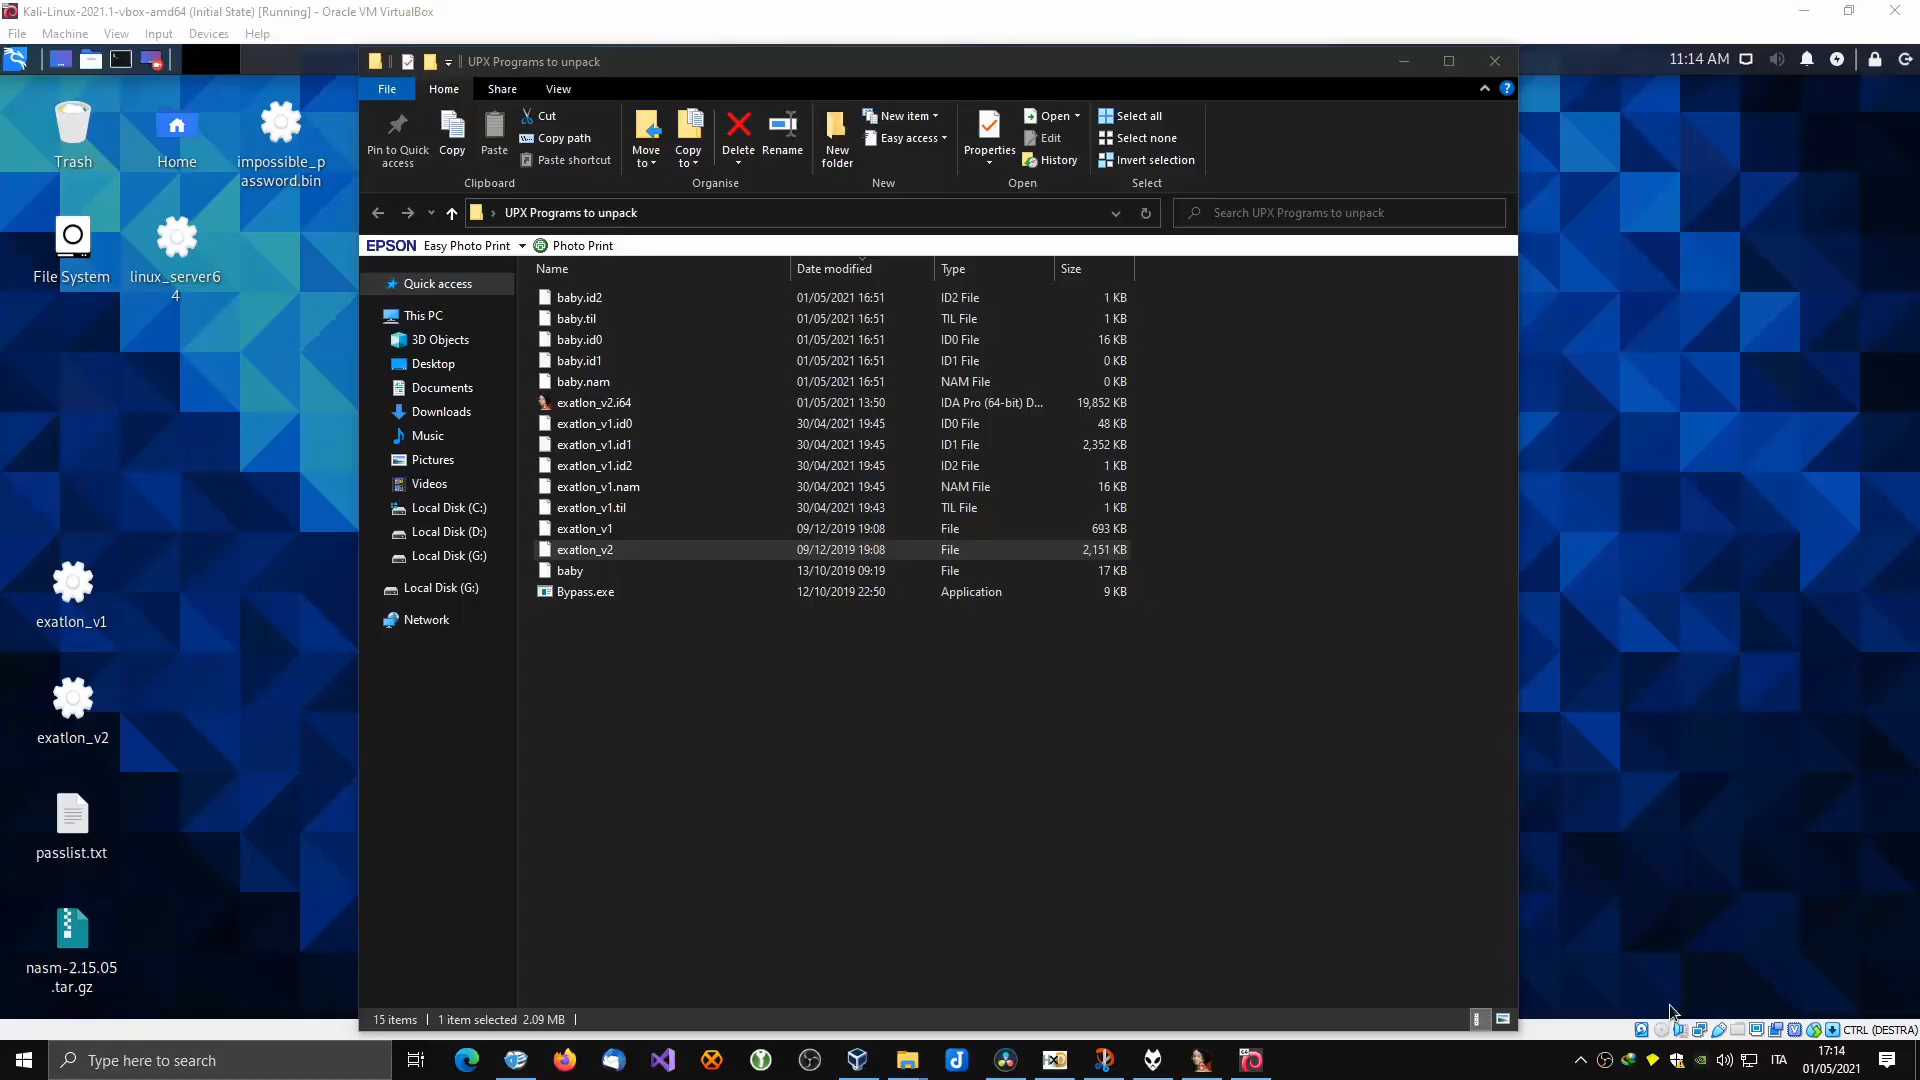 Kali-Linux-2021.1-vbox-amd64 (Initial State) [Running] - Oracle VM VirtualBox
File Machine View Input Devices Help
11:14 AM
UPX Programs to unpack
File Home Share View
Pin to Quick access
Copy
Paste
Cut
Copy path
Paste shortcut
Clipboard
Move to
Copy to
Delete
Rename
Organise
New folder
New item
Easy access
New
Properties
Open
Edit
History
Open
Select all
Select none
Invert selection
Select
UPX Programs to unpack
Search UPX Programs to unpack
EPSON Easy Photo Print Photo Print
Trash
Home
impossible_p
assword.bin
File System
linux_server6
4
exatlon_v1
exatlon_v2
passlist.txt
nasm-2.15.05
.tar.gz
Quick access
This PC
3D Objects
Desktop
Documents
Downloads
Music
Pictures
Videos
Local Disk (C:)
Local Disk (D:)
Local Disk (G:)
Local Disk (G:)
Network
Name Date modified Type Size
baby.id2 01/05/2021 16:51 ID2 File 1 KB
baby.til 01/05/2021 16:51 TIL File 1 KB
baby.id0 01/05/2021 16:51 ID0 File 16 KB
baby.id1 01/05/2021 16:51 ID1 File 0 KB
baby.nam 01/05/2021 16:51 NAM File 0 KB
exatlon_v2.i64 01/05/2021 13:50 IDA Pro (64-bit) D... 19,852 KB
exatlon_v1.id0 30/04/2021 19:45 ID0 File 48 KB
exatlon_v1.id1 30/04/2021 19:45 ID1 File 2,352 KB
exatlon_v1.id2 30/04/2021 19:45 ID2 File 1 KB
exatlon_v1.nam 30/04/2021 19:45 NAM File 16 KB
exatlon_v1.til 30/04/2021 19:43 TIL File 1 KB
exatlon_v1 09/12/2019 19:08 File 693 KB
exatlon_v2 09/12/2019 19:08 File 2,151 KB
baby 13/10/2019 09:19 File 17 KB
Bypass.exe 12/10/2019 22:50 Application 9 KB
15 items 1 item selected 2.09 MB
CTRL (DESTRA)
Type here to search
ITA
17:14
01/05/2021